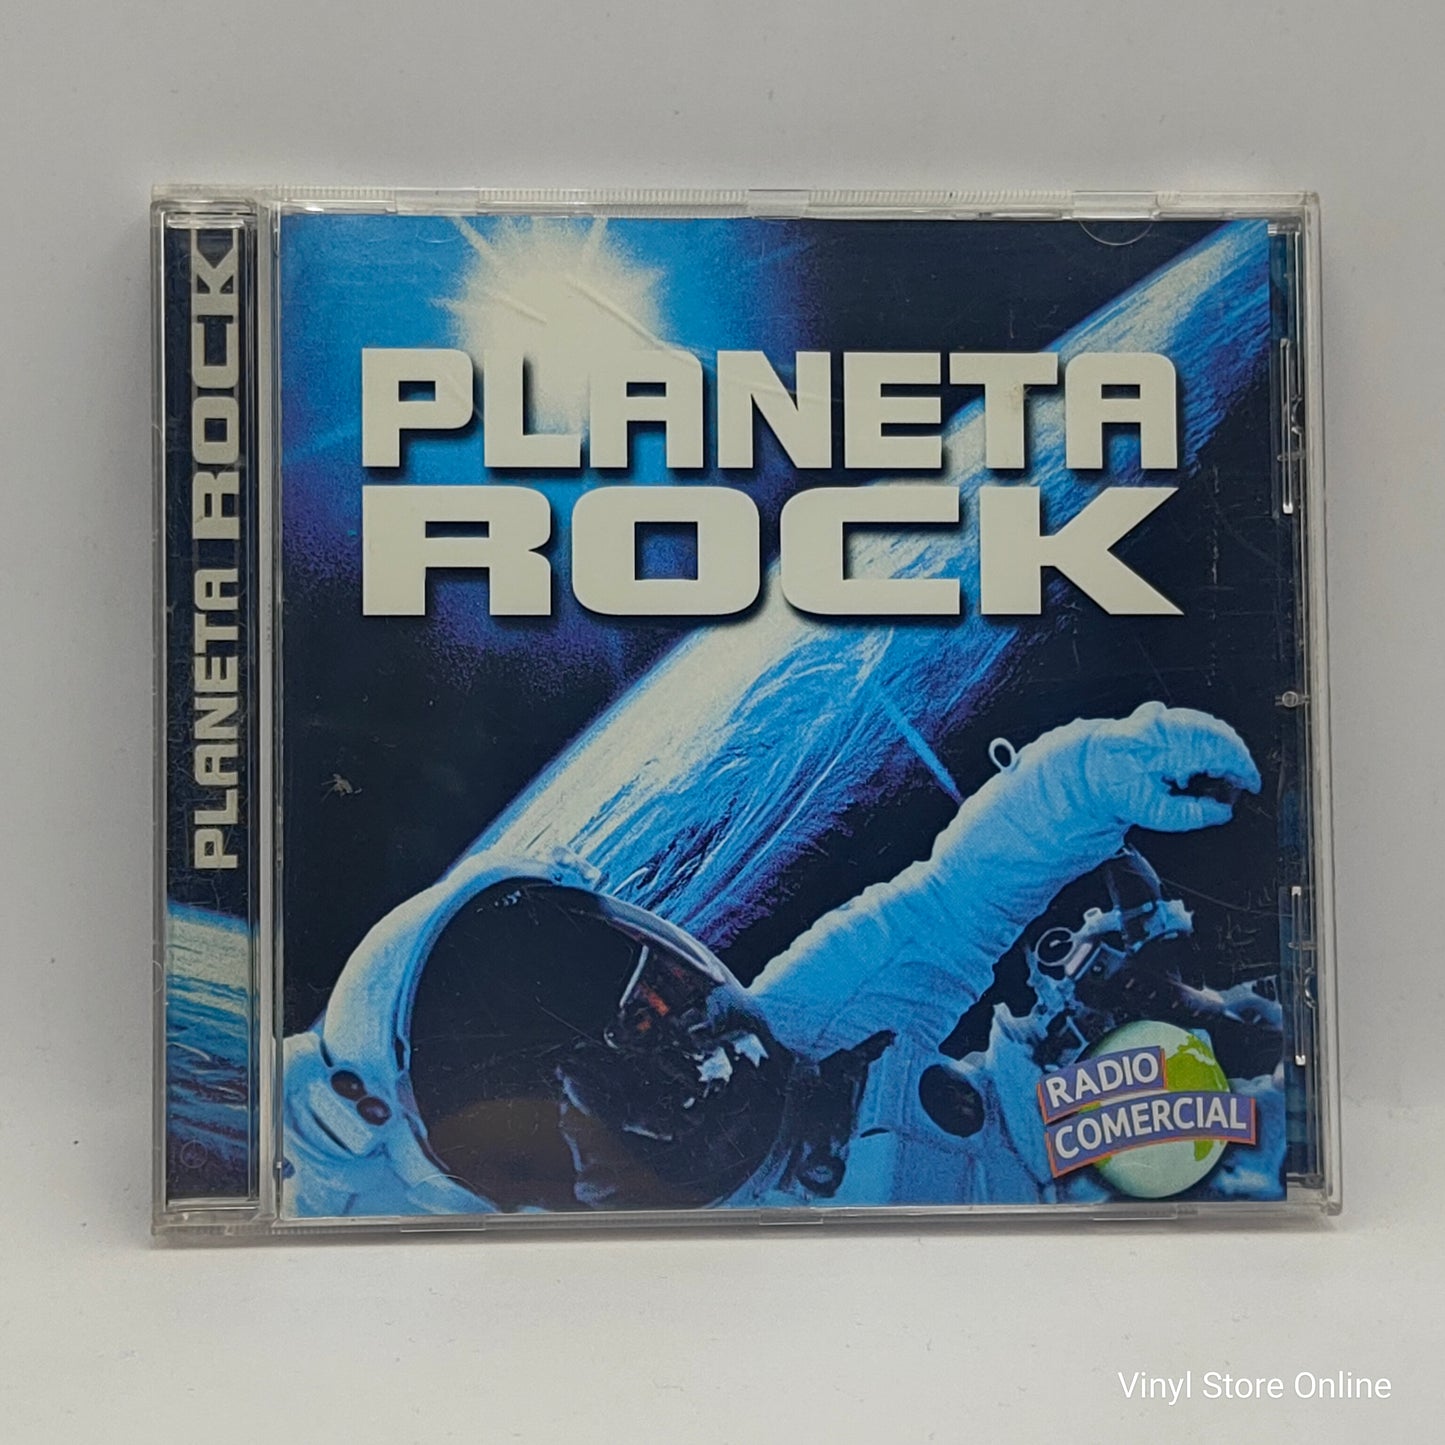 PLANETA ROCK
PLANETA
ROCK
RADIO
COMERCIAL
Vinyl Store Online